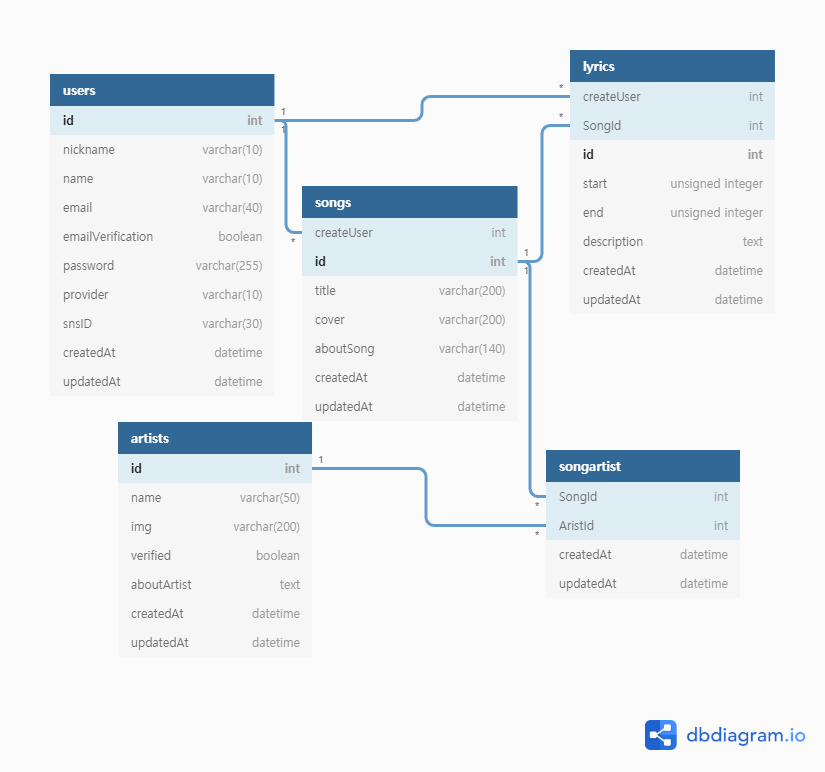 users
id int
nickname varchar(10)
name varchar(10)
email varchar(40)
emailVerification boolean
password varchar(255)
provider varchar(10)
snsID varchar(30)
createdAt datetime
updatedAt datetime
1
1
*
songs
createUser int
id int
title varchar(200)
cover varchar(200)
aboutSong varchar(140)
createdAt datetime
updatedAt datetime
1
1
*
*
lyrics
createUser int
SongId int
id int
start unsigned integer
end unsigned integer
description text
createdAt datetime
updatedAt datetime
artists
id int
name varchar(50)
img varchar(200)
verified boolean
aboutArtist text
createdAt datetime
updatedAt datetime
1
*
*
songartist
SongId int
AristId int
createdAt datetime
updatedAt datetime
dbdiagram.io